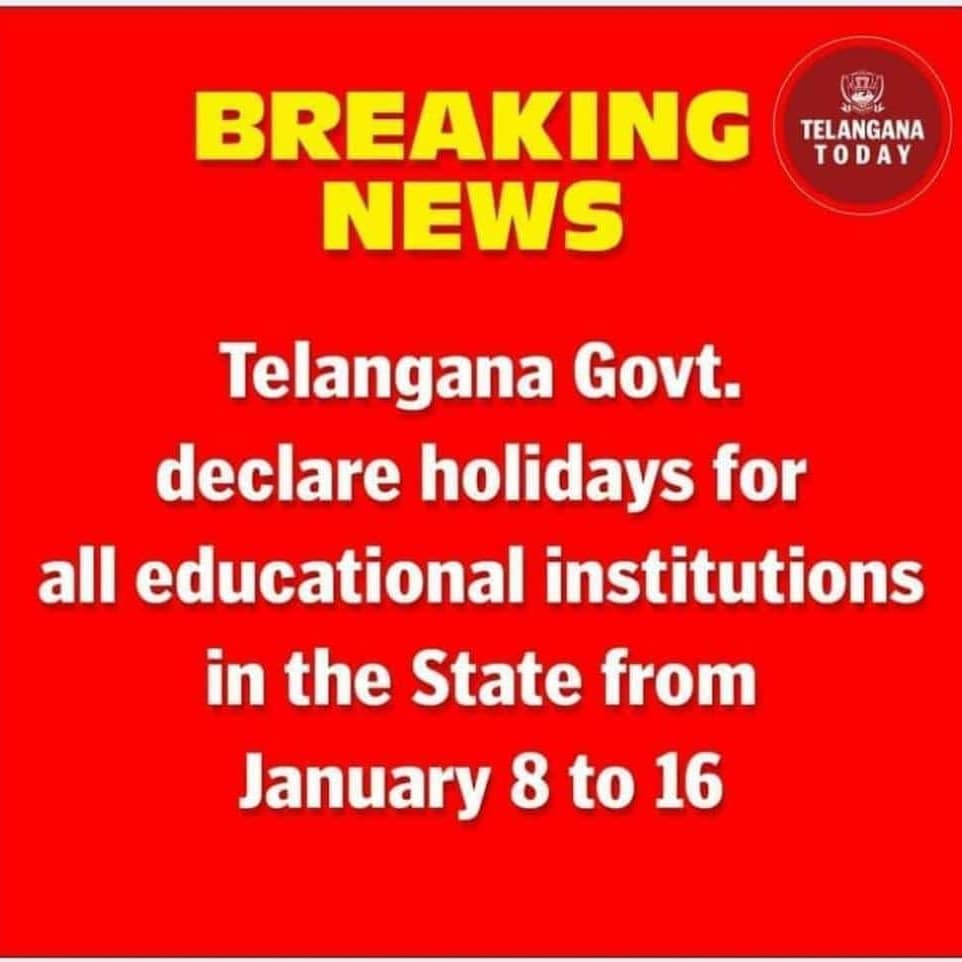 BREAKING
NEWS
TELANGANA
TODAY
Telangana Govt.
declare holidays for
all educational institutions
in the State from
January 8 to 16